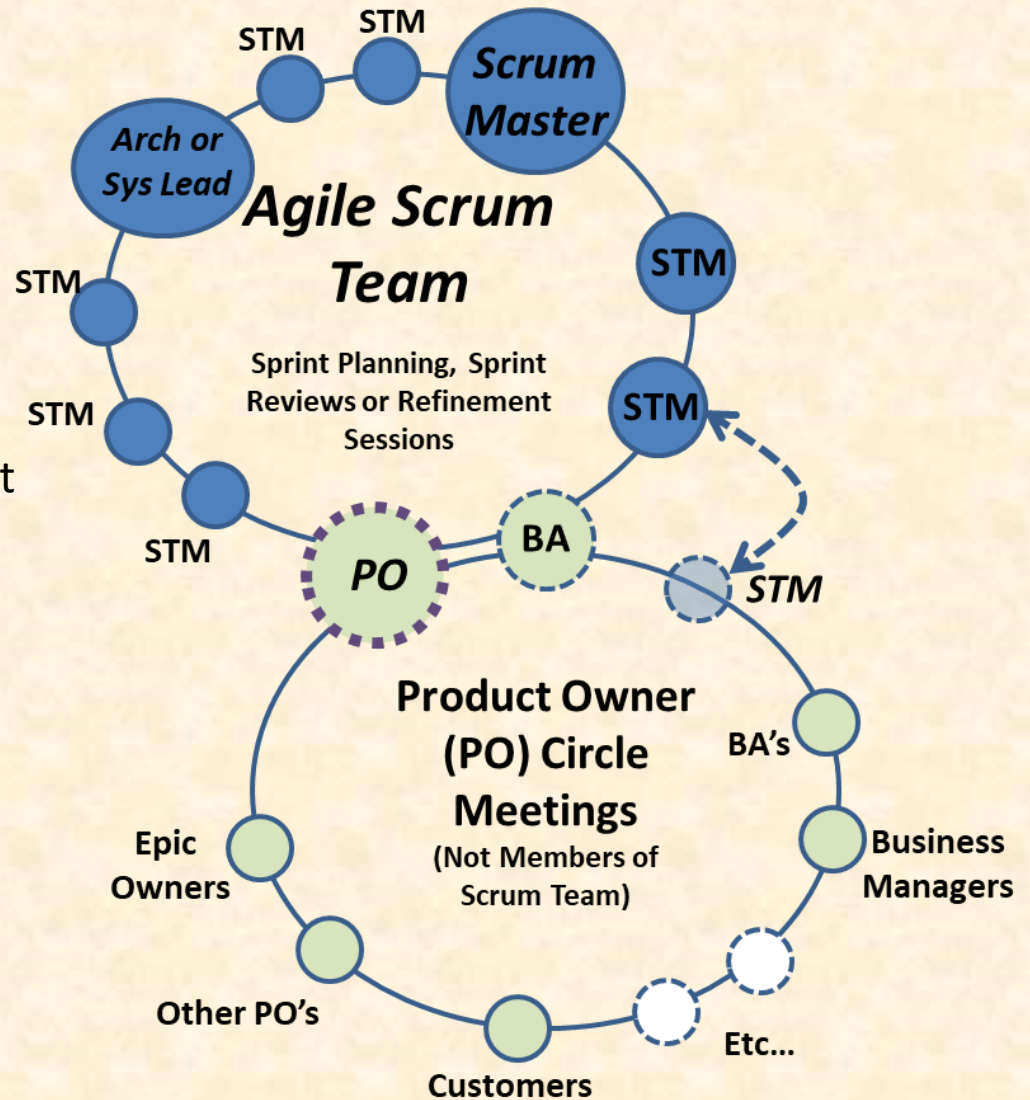 STM
STM
Scrum
Master
Arch or
Sys Lead
Agile Scrum
Team
STM
STM
Sprint Planning, Sprint
Reviews or Refinement
Sessions
STM
STM
t
STM
PO
BA
STM
Product Owner
(PO) Circle
Meetings
(Not Members of
Scrum Team)
BA's
Epic
Owners
Business
Managers
Other PO's
Etc...
Customers